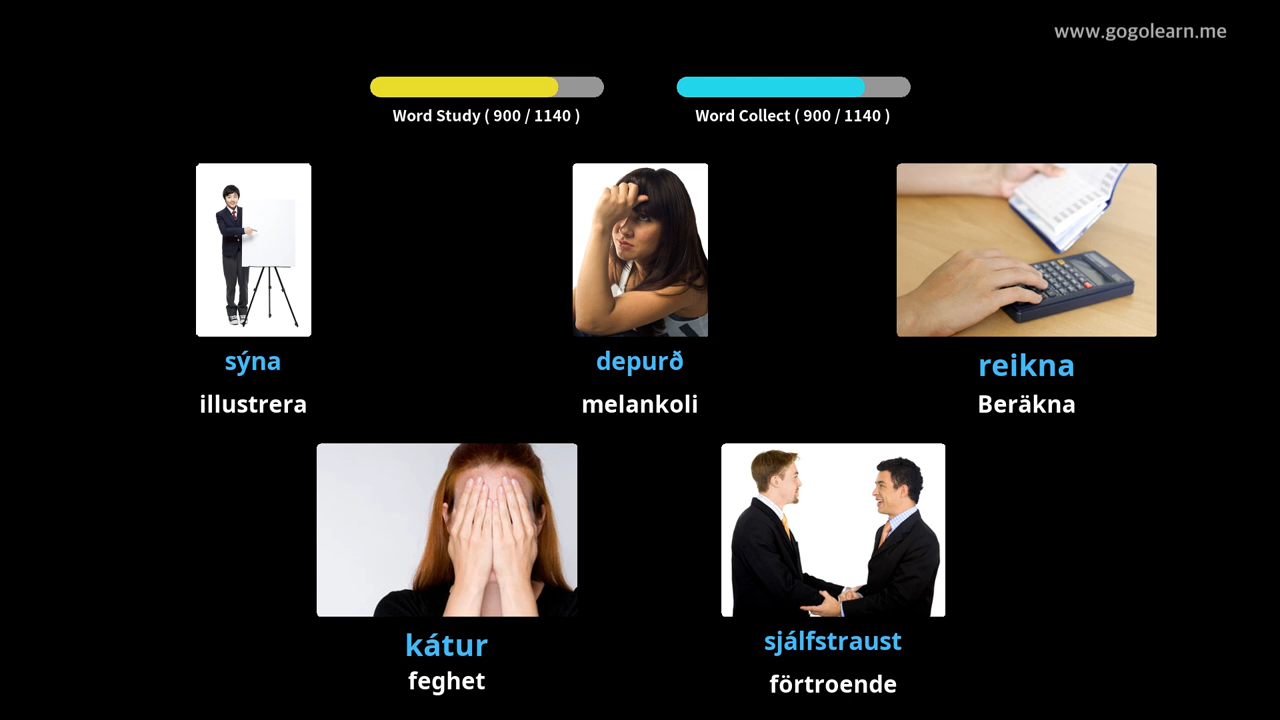 www.gogolearn.me
Word Study ( 900 / 1140 )
Word Collect ( 900 / 1140 )
sýna
illustrera
depurð
melankoli
reikna
Beräkna
kátur
feghet
sjálfstraust
förtroende